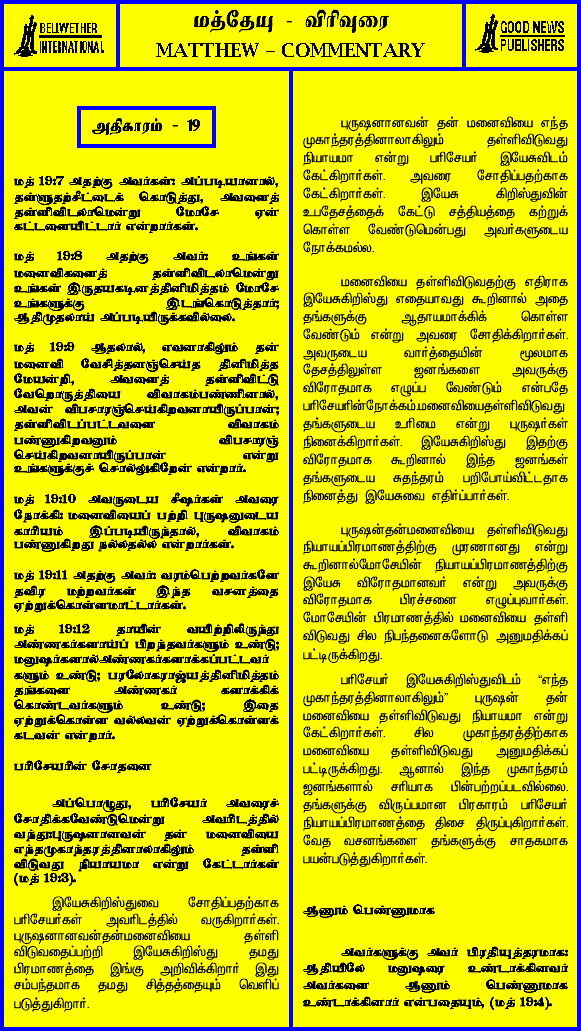 BELWETHER
INTERNATIONAL
மத்தேயு - விரிவுரை
MATTHEW – COMMENTARY
GOOD NEWS
PUBLISHERS
அதிகாரம் - 19
மத் 19:7 அதற்கு அவர்கள்: அப்படியானால்,
தள்ளுதற்சீட்டைக் கொடுத்து, அவளைத்
தள்ளிவிடலாமென்று மோசே ஏன்
கட்டளையிட்டார் என்றார்கள்.
மத் 19:8 அதற்கு அவர்: உங்கள்
மனைவிகளைத் தள்ளிவிடலாமென்று
உங்கள் இருதயகடினத்தினிமித்தம் மோசே
உங்களுக்கு இடங்கொடுத்தார்;
ஆதிமுதலாய் அப்படியிருக்கவில்லை.
மத் 19:9 ஆதலால், எவனாகிலும் தன்
மனைவி வேசித்தனஞ்செய்த தினிமித்த
மேயன்றி, அவளைத் தள்ளிவிட்டு
வேறொருத்தியை விவாகம்பண்ணினால்,
அவன் விபசாரஞ்செய்கிறவனாயிருப்பான்;
தள்ளிவிடப்பட்டவளை விவாகம்
பண்ணுகிறவனும் விபசாரஞ்
செய்கிறவனாயிருப்பான் என்று
உங்களுக்குச் சொல்லுகிறேன் என்றார்.
மத் 19:10 அவருடைய சீஷர்கள் அவரை
நோக்கி: மனைவியைப் பற்றி புருஷனுடைய
காரியம் இப்படியிருந்தால், விவாகம்
பண்ணுகிறது நல்லதல்ல என்றார்கள்.
மத் 19:11 அதற்கு அவர்: வரம்பெற்றவர்களே
தவிர மற்றவர்கள் இந்த வசனத்தை
ஏற்றுக்கொள்ளமாட்டார்கள்.
மத் 19:12 தாயின் வயிற்றிலிருந்து
அண்ணகர்களாய்ப் பிறந்தவர்களும் உண்டு;
மனுஷர்களால்அண்ணகர்களாக்கப்பட்டவர்
களும் உண்டு; பரலோகராஜ்யத்தினிமித்தம்
தங்களை அண்ணகர் களாக்கிக்
கொண்டவர்களும் உண்டு; இதை
ஏற்றுக்கொள்ள வல்லவன் ஏற்றுக்கொள்ளக்
கடவன் என்றார்.
பரிசேயரின் சோதனை
அப்பொழுது, பரிசேயர் அவரைச்
சோதிக்கவேண்டுமென்று அவரிடத்தில்
வந்து:புருஷனானவன் தன் மனைவியை
எந்தமுகாந்தரத்தினாலாகிலும் தள்ளி
விடுவது நியாயமா என்று கேட்டார்கள்
(மத் 19:3).
இயேசுகிறிஸ்துவை சோதிப்பதற்காக
பரிசேயர்கள் அவரிடத்தில் வருகிறார்கள்.
புருஷனானவன்தன்மனைவியை தள்ளி
விடுவதைப்பற்றி இயேசுகிறிஸ்து தமது
பிரமாணத்தை இங்கு அறிவிக்கிறார் இது
சம்பந்தமாக தமது சித்தத்தையும் வெளிப்
படுத்துகிறார்.
புருஷனானவன் தன் மனைவியை எந்த
முகாந்தரத்தினாலாகிலும் தள்ளிவிடுவது
நியாயமா என்று பரிசேயர் இயேசுவிடம்
கேட்கிறார்கள். அவரை சோதிப்பதற்காக
கேட்கிறார்கள். இயேசு கிறிஸ்துவின்
உபதேசத்தைக் கேட்டு சத்தியத்தை கற்றுக்
கொள்ள வேண்டுமென்பது அவர்களுடைய
நோக்கமல்ல.
மனைவியை தள்ளிவிடுவதற்கு எதிராக
இயேசுகிறிஸ்து எதையாவது கூறினால் அதை
தங்களுக்கு ஆதாயமாக்கிக் கொள்ள
வேண்டும் என்று அவரை சோதிக்கிறார்கள்.
அவருடைய வார்த்தையின் மூலமாக
தேசத்திலுள்ள ஜனங்களை அவருக்கு
விரோதமாக எழுப்ப வேண்டும் என்பதே
பரிசேயரின்நோக்கம்.மனைவியைதள்ளிவிடுவது
தங்களுடைய உரிமை என்று புருஷர்கள்
நினைக்கிறார்கள். இயேசுகிறிஸ்து இதற்கு
விரோதமாக கூறினால் இந்த ஜனங்கள்
தங்களுடைய சுதந்தரம் பறிபோய்விட்டதாக
நினைத்து இயேசுவை எதிர்ப்பார்கள்.
புருஷன்தன்மனைவியை தள்ளிவிடுவது
நியாயப்பிரமாணத்திற்கு முரணானது என்று
கூறினால்மோசேயின் நியாயப்பிரமாணத்திற்கு
இயேசு விரோதமானவர் என்று அவருக்கு
விரோதமாக பிரச்சனை எழுப்புவார்கள்.
மோசேயின் பிரமாணத்தில் மனைவியை தள்ளி
விடுவது சில நிபந்தனைகளோடு அனுமதிக்கப்
பட்டிருக்கிறது.
பரிசேயர் இயேசுகிறிஸ்துவிடம் “எந்த
முகாந்தரத்தினாலாகிலும்” புருஷன் தன்
மனைவியை தள்ளிவிடுவது நியாயமா என்று
கேட்கிறார்கள். சில முகாந்தரத்திற்காக
மனைவியை தள்ளிவிடுவது அனுமதிக்கப்
பட்டிருக்கிறது. ஆனால் இந்த முகாந்தரம்
ஜனங்களால் சரியாக பின்பற்றப்படவில்லை.
தங்களுக்கு விருப்பமான பிரகாரம் பரிசேயர்
நியாயப்பிரமாணத்தை திசை திருப்புகிறார்கள்.
வேத வசனங்களை தங்களுக்கு சாதகமாக
பயன்படுத்துகிறார்கள்.
ஆணும் பெண்ணுமாக
அவர்களுக்கு அவர் பிரதியுத்தரமாக:
ஆதியிலே மனுஷரை உண்டாக்கினவர்
அவர்களை ஆணும் பெண்ணுமாக
உண்டாக்கினார் என்பதையும், (மத் 19:4).